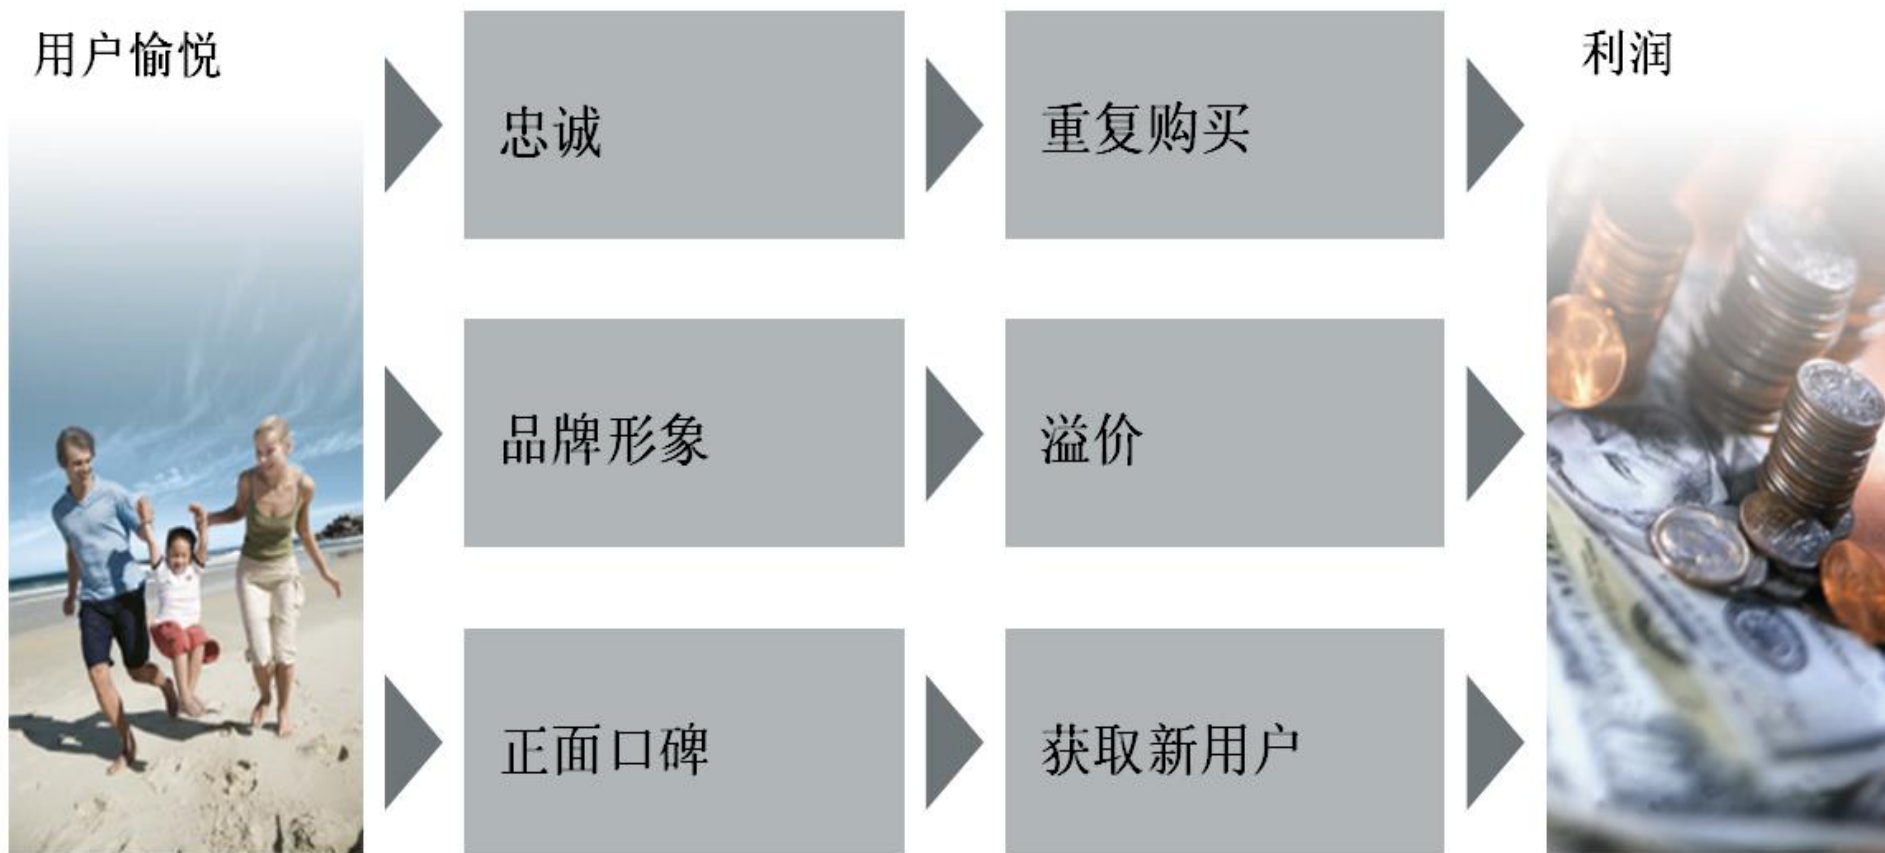 用户愉悦
忠诚
重复购买
利润
品牌形象
溢价
正面口碑
获取新用户